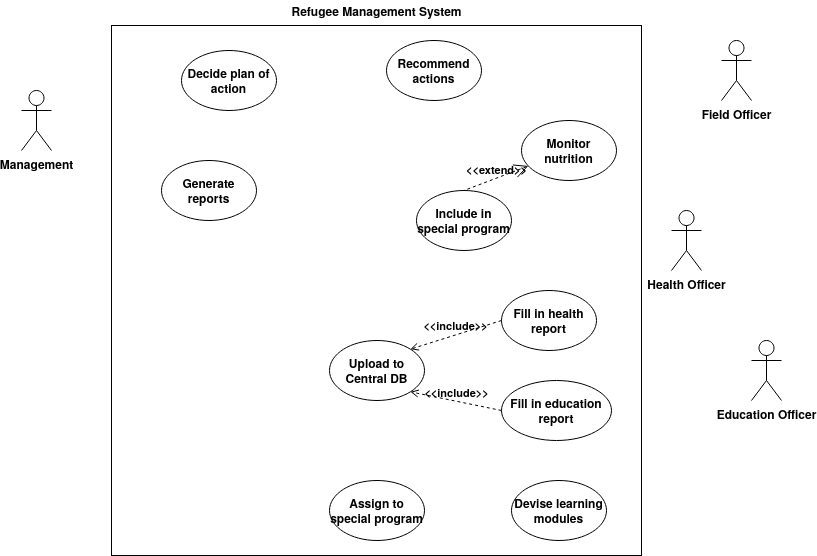 Refugee Management System
Decide plan of
action
Recommend
actions
Field Officer
Management
Monitor
nutrition
<<extend>>
Generate
reports
Include in
special program
Health Officer
Fill in health
report
<<include>>
Upload to
Central DB
<<include>>
Fill in education
report
Education Officer
Assign to
special program
Devise learning
modules